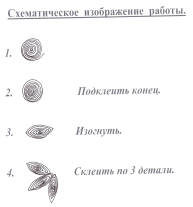 Схематическое изображение работы.
1.
2. Подклеить конец.
3. Изогнуть.
4. Склеить по 3 детали.